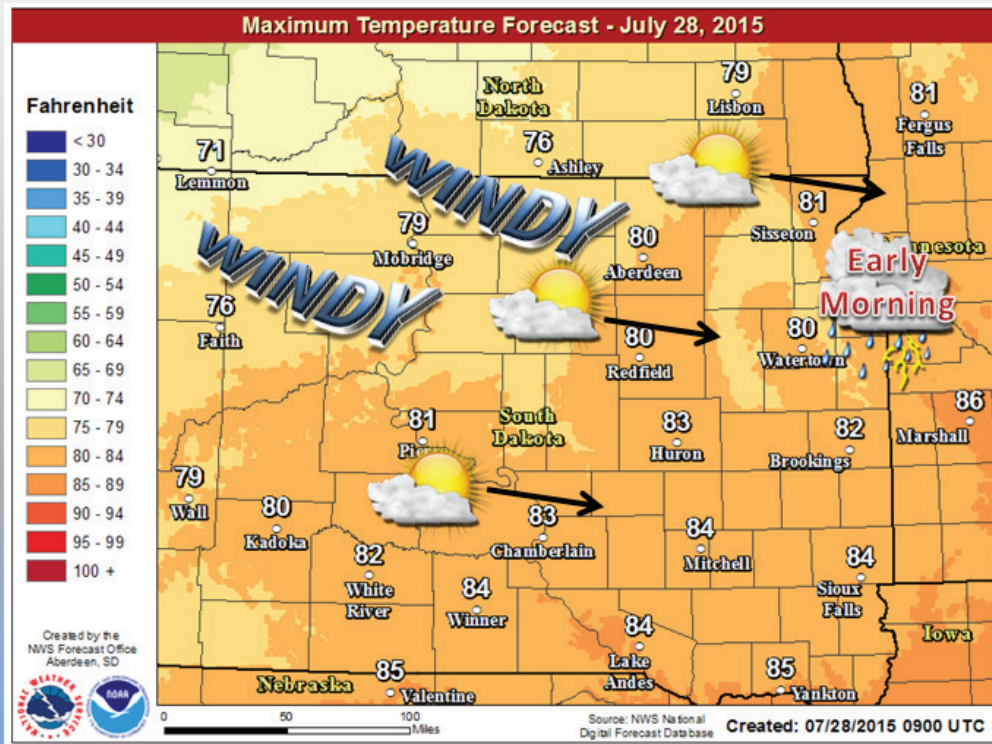 Maximum Temperature Forecast - July 28, 2015
Fahrenheit
< 30
30 - 34
35 - 39
40 - 44
45 - 49
50 - 54
55 - 59
60 - 64
65 - 69
70 - 74
75 - 79
80 - 84
85 - 89
90 - 94
95 - 99
100 +
Created by the
NWS Forecast Office
Aberdeen, SD
NATIONAL WEATHER SERVICE
NOAA
North
Dakota
79
Lisbon
81
Fergus
Falls
71
Lemmon
76
Ashley
WINDY
WINDY
79
Mobridge
80
Aberdeen
81
Sisseton
Early
Morning
76
Faith
80
Redfield
80
Watertown
81
South
Dakota
83
Huron
82
Brookings
86
Marshall
79
Wall
80
Kadoka
83
Chamberlain
84
Mitchell
82
White
River
84
Winner
84
Sioux
Falls
84
Lake
Andes
Iowa
Nebraska
85
Valentine
85
Yankton
0 50 100
Miles
Source: NWS National
Digital Forecast Database
Created: 07/28/2015 0900 UTC